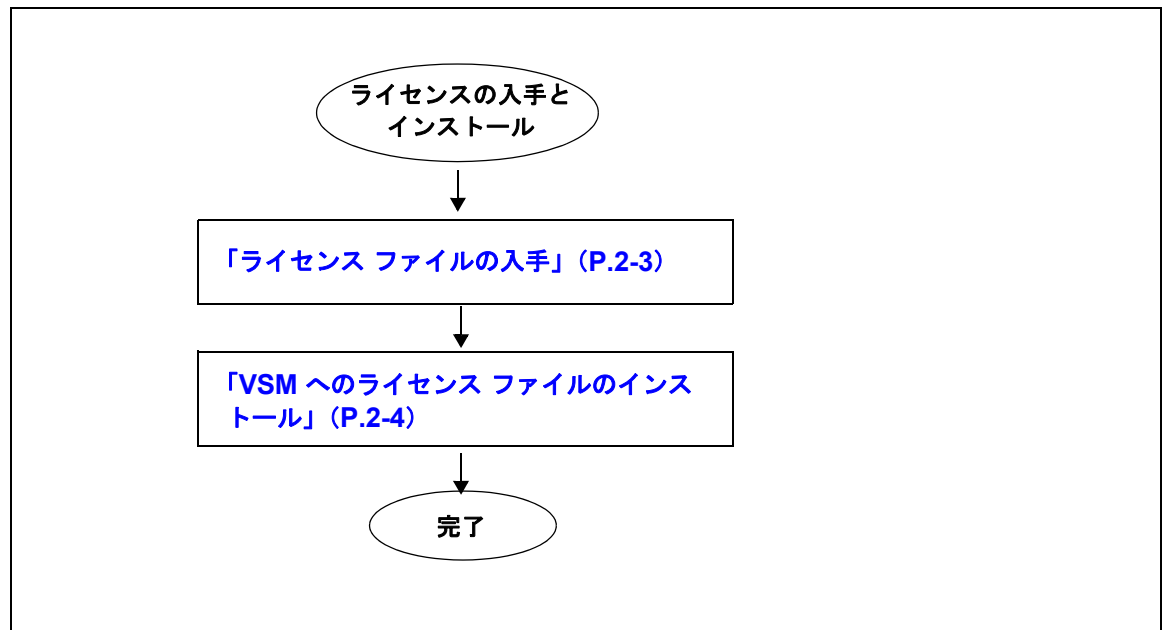 ライセンスの入手と
インストール
「ライセンス ファイルの入手」（P.2-3）
「VSM へのライセンス ファイルのインス
トール」（P.2-4）
完了